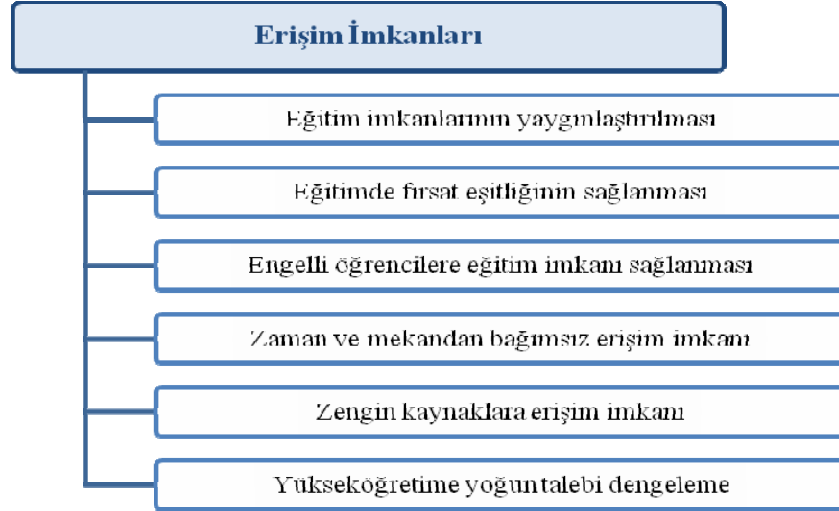 Erişim İmkanları
Eğitim imkanlarının yaygınlaştırılması
Eğitimde fırsat eşitliğinin sağlanması
Engelli öğrencilere eğitim imkanı sağlanması
Zaman ve mekandan bağımsız erişim imkanı
Zengin kaynaklara erişim imkanı
Yükseköğretime yoğun talebi dengeleme